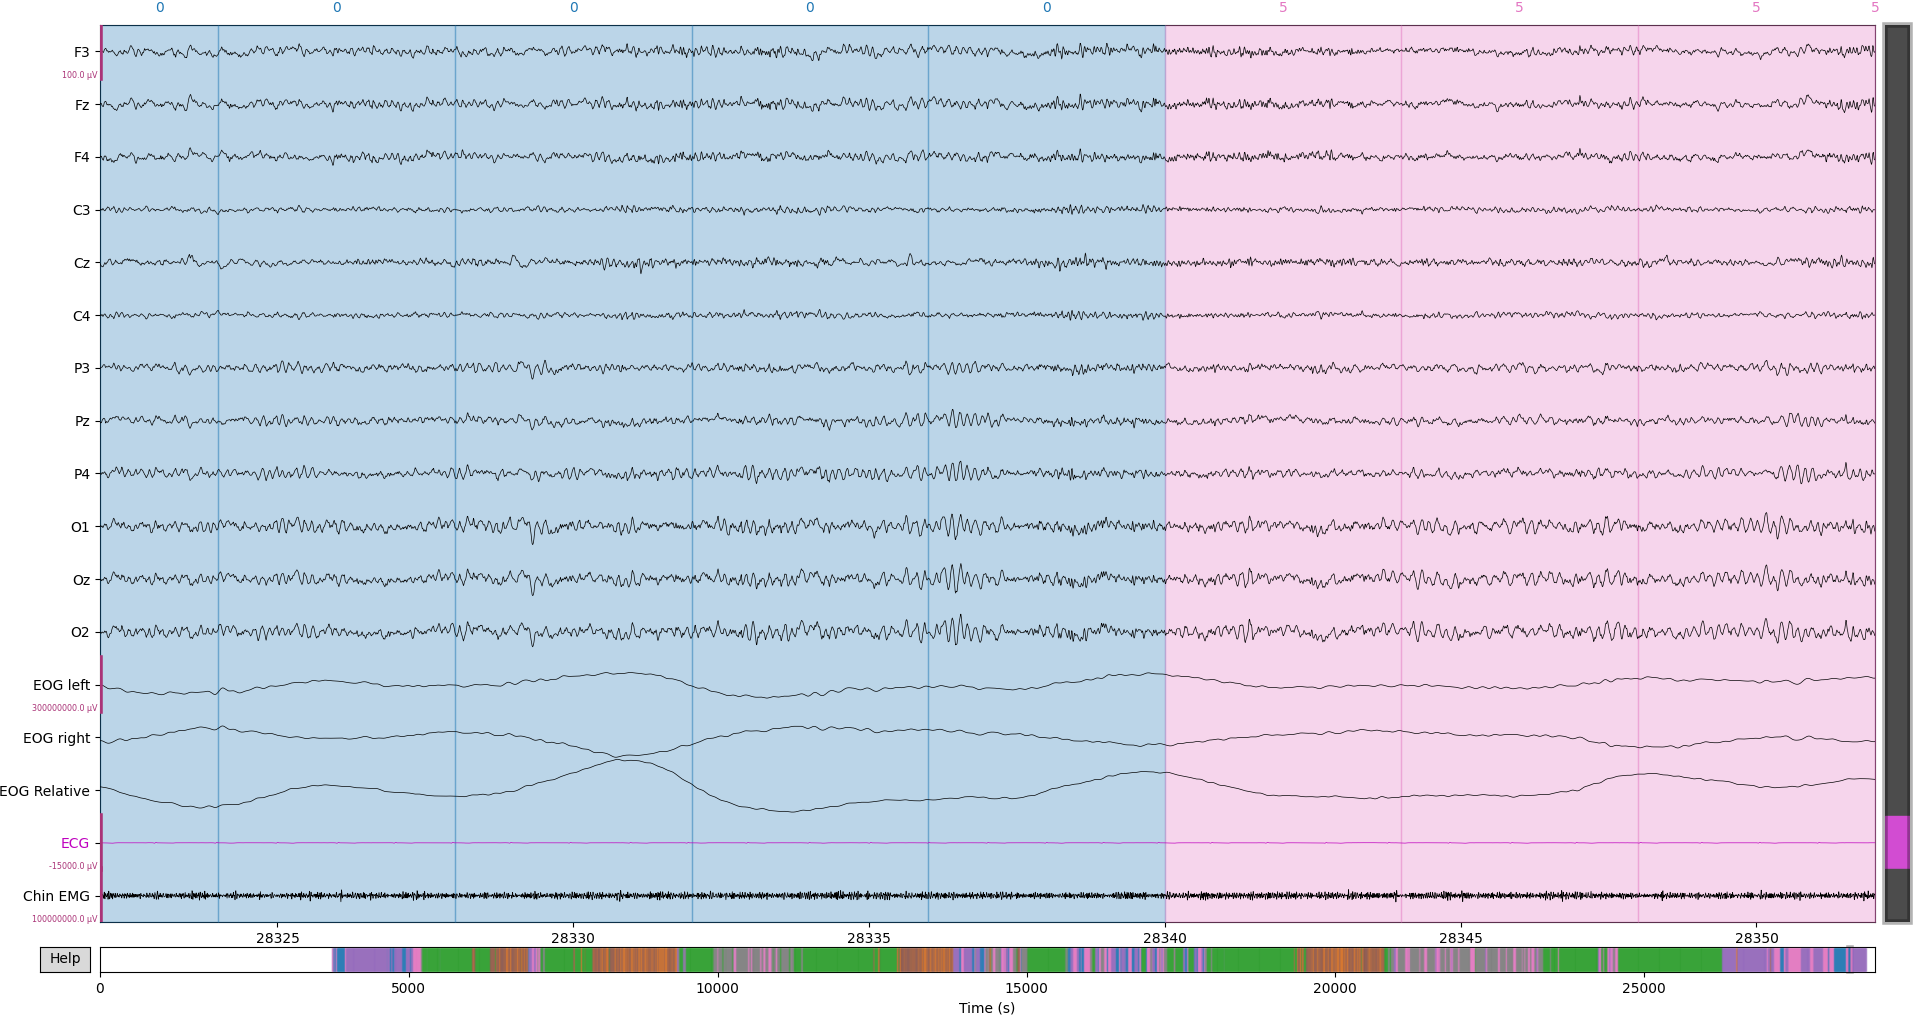 0 0 0 0 0 5 5 5 5
F3
100.0 µV
Fz
F4
C3
Cz
C4
P3
Pz
P4
O1
Oz
O2
EOG left
300000000.0 µV
EOG right
EOG Relative
ECG
-15000.0 µV
Chin EMG
100000000.0 µV
28325 28330 28335 28340 28345 28350
Help
0 5000 10000 15000 20000 25000
Time (s)